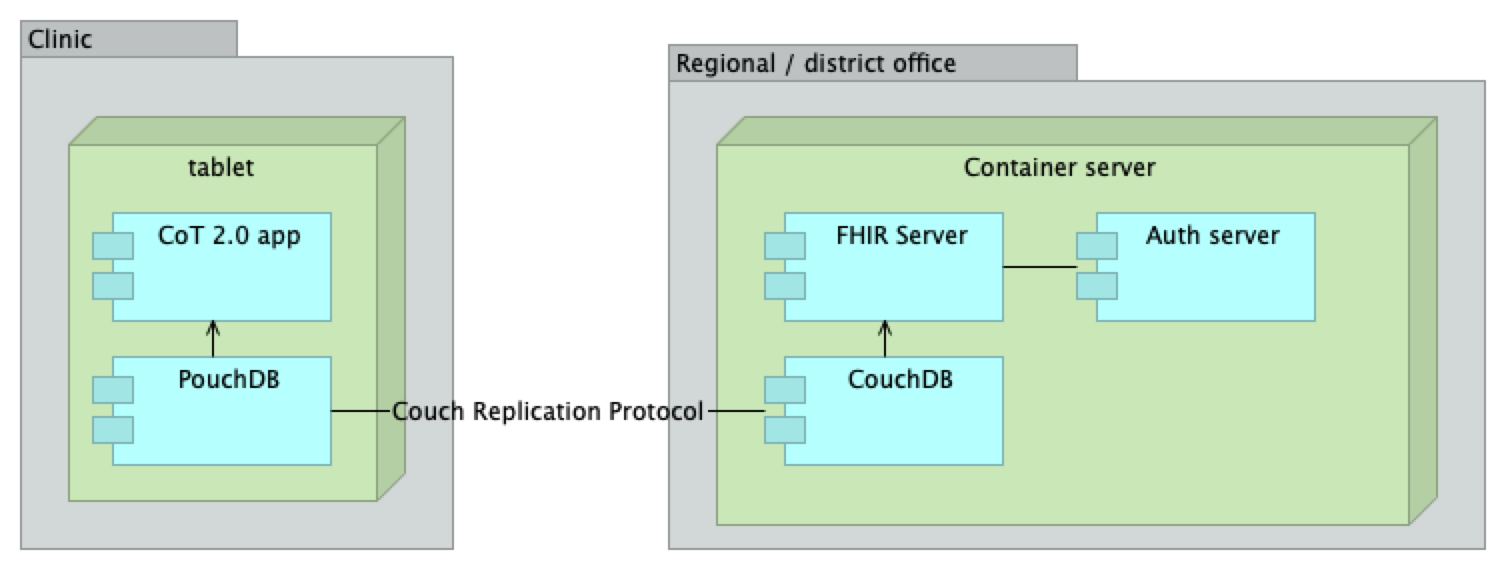 Clinic
Regional / district office
tablet
Container server
CoT 2.0 app
FHIR Server
Auth server
PouchDB
Couch Replication Protocol
CouchDB